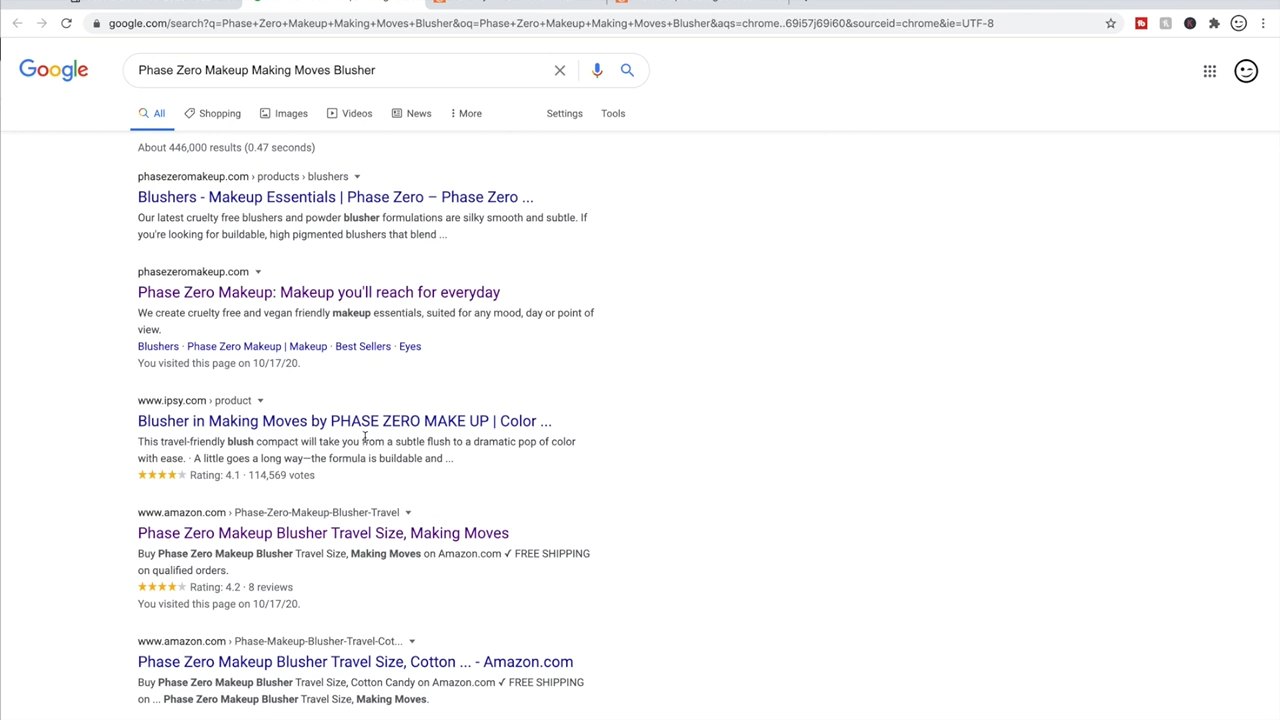 google.com/search?q=Phase+Zero+Makeup+Making+Moves+Blusher&oq=Phase+Zero+Makeup+Making+Moves+Blusher&aqs=chrome..69i57j69i60&sourceid=chrome&ie=UTF-8
Google
Phase Zero Makeup Making Moves Blusher
All Shopping Images Videos News More Settings Tools
About 446,000 results (0.47 seconds)
phasezeromakeup.com › products › blushers
Blushers - Makeup Essentials | Phase Zero – Phase Zero ...
Our latest cruelty free blushers and powder blusher formulations are silky smooth and subtle. If
you're looking for buildable, high pigmented blushers that blend ...
phasezeromakeup.com
Phase Zero Makeup: Makeup you'll reach for everyday
We create cruelty free and vegan friendly makeup essentials, suited for any mood, day or point of
view.
Blushers · Phase Zero Makeup | Makeup · Best Sellers · Eyes
You visited this page on 10/17/20.
www.ipsy.com › product
Blusher in Making Moves by PHASE ZERO MAKE UP | Color ...
This travel-friendly blush compact will take you from a subtle flush to a dramatic pop of color
with ease. · A little goes a long way—the formula is buildable and ...
Rating: 4.1 · 114,569 votes
www.amazon.com › Phase-Zero-Makeup-Blusher-Travel
Phase Zero Makeup Blusher Travel Size, Making Moves
Buy Phase Zero Makeup Blusher Travel Size, Making Moves on Amazon.com ✓ FREE SHIPPING
on qualified orders.
Rating: 4.2 · 8 reviews
You visited this page on 10/17/20.
www.amazon.com › Phase-Makeup-Blusher-Travel-Cot...
Phase Zero Makeup Blusher Travel Size, Cotton ... - Amazon.com
Buy Phase Zero Makeup Blusher Travel Size, Cotton Candy on Amazon.com ✓ FREE SHIPPING
on ... Phase Zero Makeup Blusher Travel Size, Making Moves.